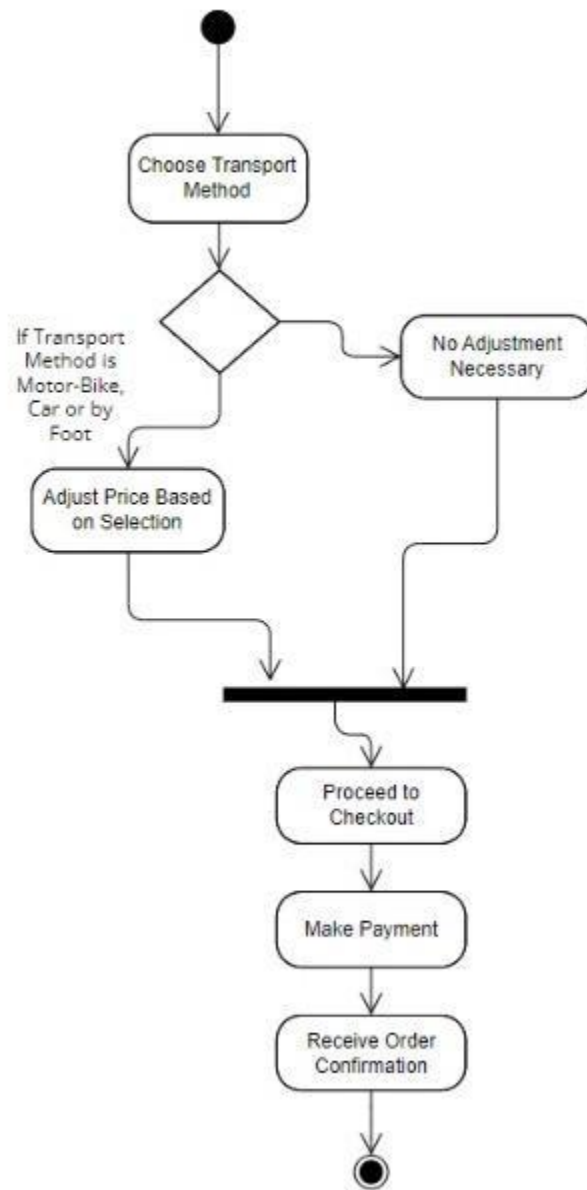 Choose Transport
Method
If Transport
Method is
Motor-Bike,
Car or by
Foot
No Adjustment
Necessary
Adjust Price Based
on Selection
Proceed to
Checkout
Make Payment
Receive Order
Confirmation